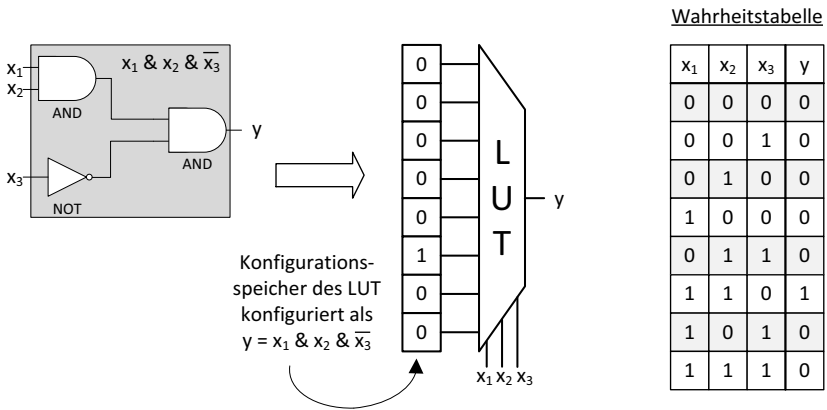 x₁ & x₂ & x̅₃̅
x₁
x₂
AND
AND
y
x₃
NOT
Konfigurations-
speicher des LUT
konfiguriert als
y = x₁ & x₂ & x̅₃̅
0
0
0
0
0
1
0
0
L
U
T
y
x₁ x₂ x₃
Wahrheitstabelle
x₁ x₂ x₃ y
0 0 0 0
0 0 1 0
0 1 0 0
1 0 0 0
0 1 1 0
1 1 0 1
1 0 1 0
1 1 1 0